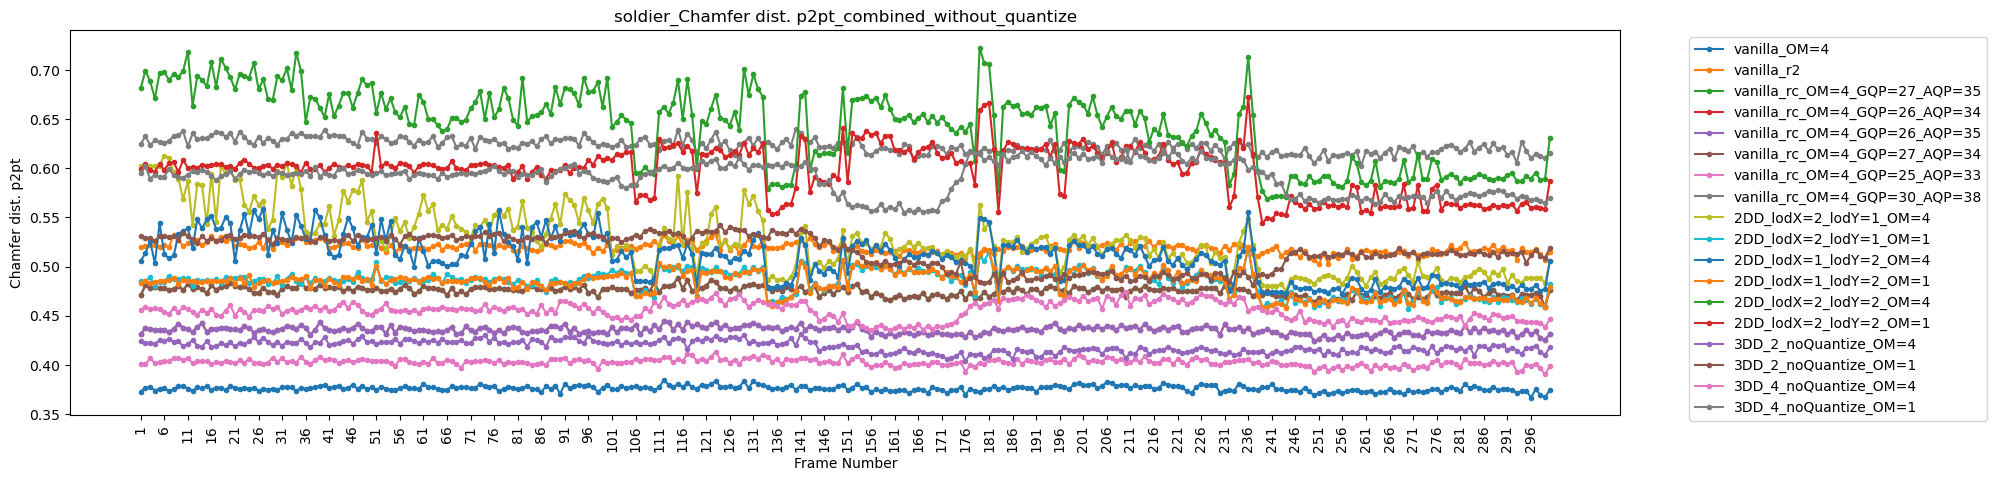 soldier_Chamfer dist. p2pt_combined_without_quantize
Chamfer dist. p2pt
0.70
0.65
0.60
0.55
0.50
0.45
0.40
0.35
1 6 11 16 21 26 31 36 41 46 51 56 61 66 71 76 81 86 91 96 101 106 111 116 121 126 131 136 141 146 151 156 161 166 171 176 181 186 191 196 201 206 211 216 221 226 231 236 241 246 251 256 261 266 271 276 281 286 291 296
Frame Number
vanilla_OM=4
vanilla_r2
vanilla_rc_OM=4_GQP=27_AQP=35
vanilla_rc_OM=4_GQP=26_AQP=34
vanilla_rc_OM=4_GQP=26_AQP=35
vanilla_rc_OM=4_GQP=27_AQP=34
vanilla_rc_OM=4_GQP=25_AQP=33
vanilla_rc_OM=4_GQP=30_AQP=38
2DD_lodX=2_lodY=1_OM=4
2DD_lodX=2_lodY=1_OM=1
2DD_lodX=1_lodY=2_OM=4
2DD_lodX=1_lodY=2_OM=1
2DD_lodX=2_lodY=2_OM=4
2DD_lodX=2_lodY=2_OM=1
3DD_2_noQuantize_OM=4
3DD_2_noQuantize_OM=1
3DD_4_noQuantize_OM=4
3DD_4_noQuantize_OM=1